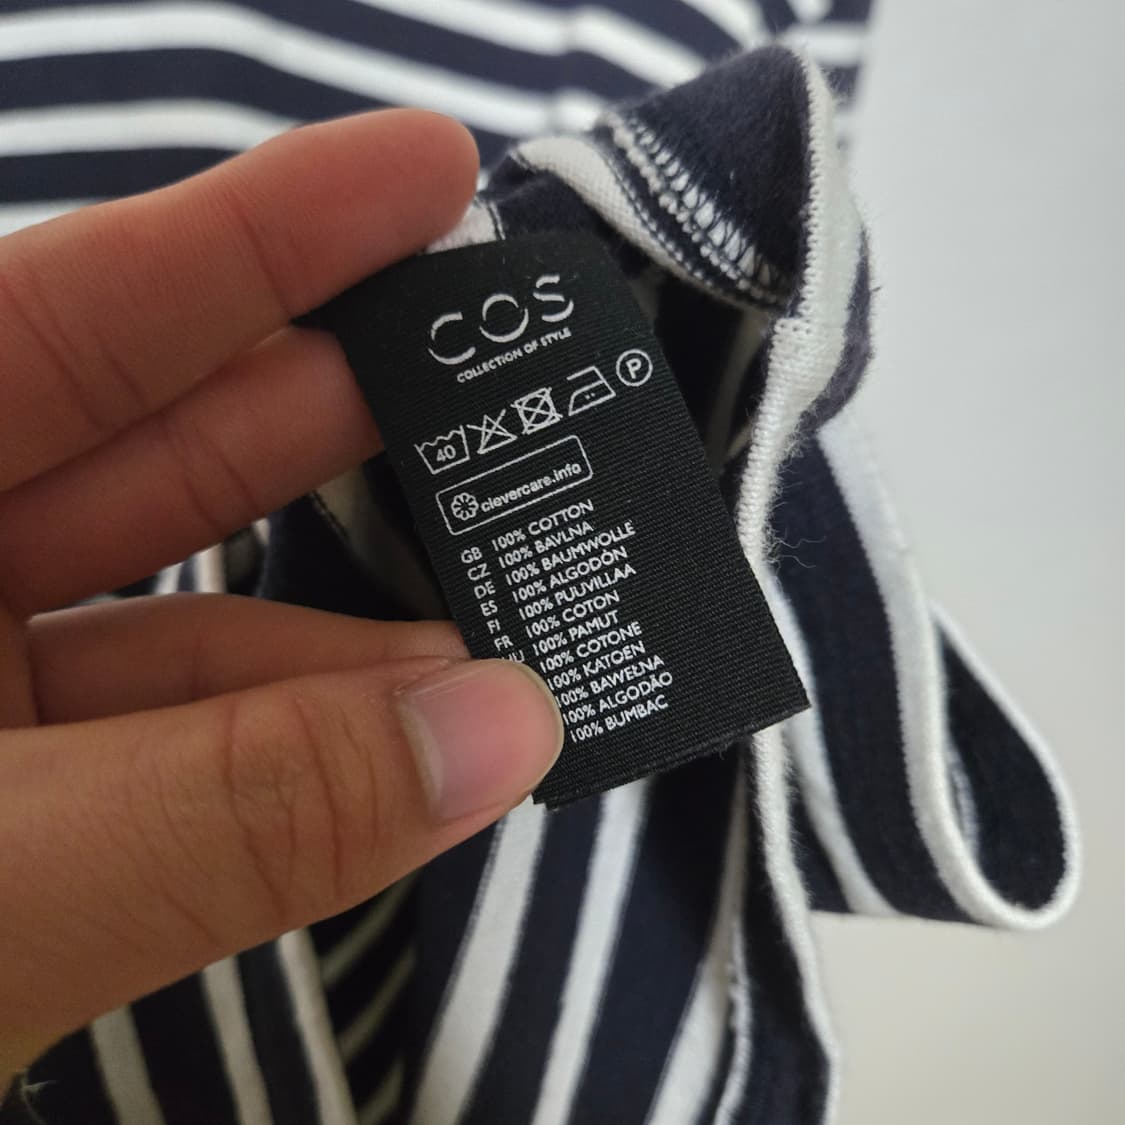 COS
COLLECTION OF STYLE
40 P
clevercare.info
GB 100% COTTON
CZ 100% BAVLNA
DE 100% BAUMWOLLE
ES 100% ALGODÓN
FI 100% PUUVILLAA
FR 100% COTON
100% PAMUT
100% COTONE
100% KATOEN
100% BAWEŁNA
100% ALGODÃO
100% BUMBAC